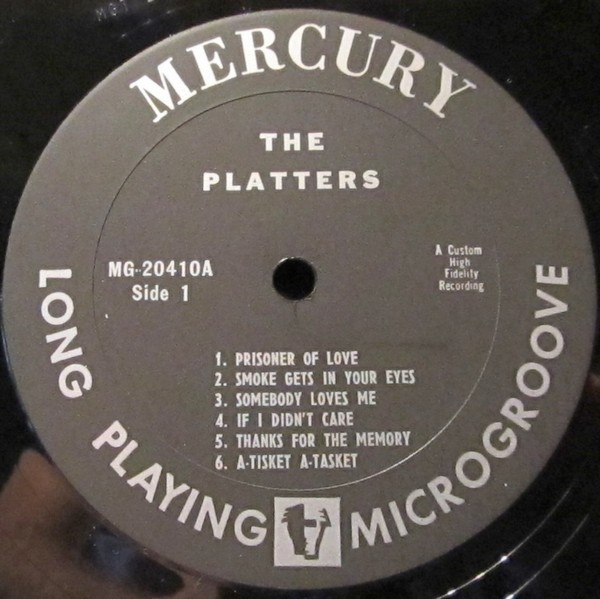 MERCURY
THE
PLATTERS
MG-20410A
Side 1
A Custom
High
Fidelity
Recording
1. PRISONER OF LOVE
2. SMOKE GETS IN YOUR EYES
3. SOMEBODY LOVES ME
4. IF I DIDN'T CARE
5. THANKS FOR THE MEMORY
6. A-TISKET A-TASKET
LONG PLAYING MICROGROOVE